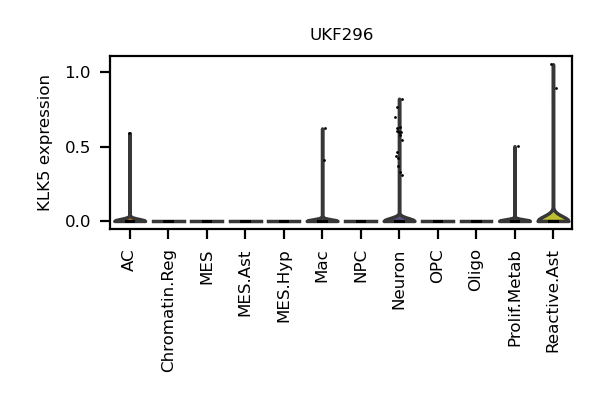 UKF296
KLK5 expression
1.0
0.5
0.0
AC
Chromatin.Reg
MES
MES.Ast
MES.Hyp
Mac
NPC
Neuron
OPC
Oligo
Prolif.Metab
Reactive.Ast